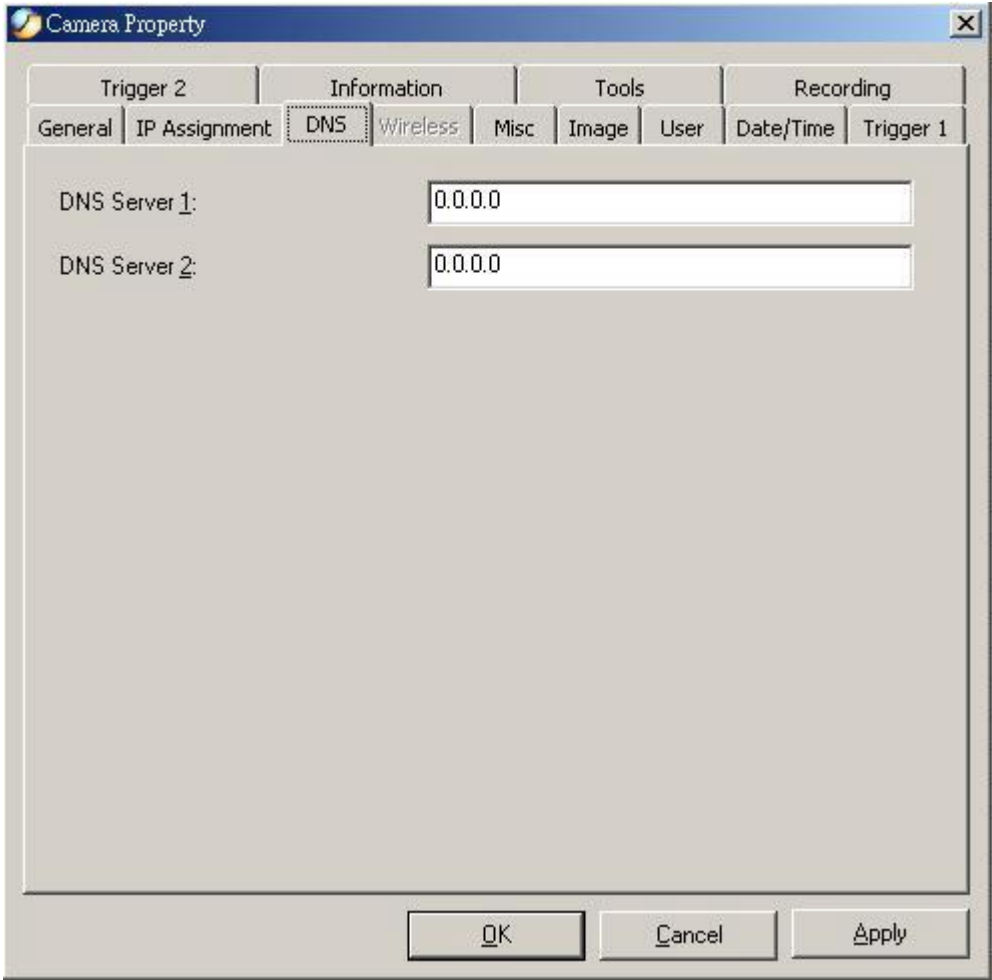 Camera Property
Trigger 2 Information Tools Recording
General IP Assignment DNS Wireless Misc Image User Date/Time Trigger 1
DNS Server 1: 0.0.0.0
DNS Server 2: 0.0.0.0
OK Cancel Apply